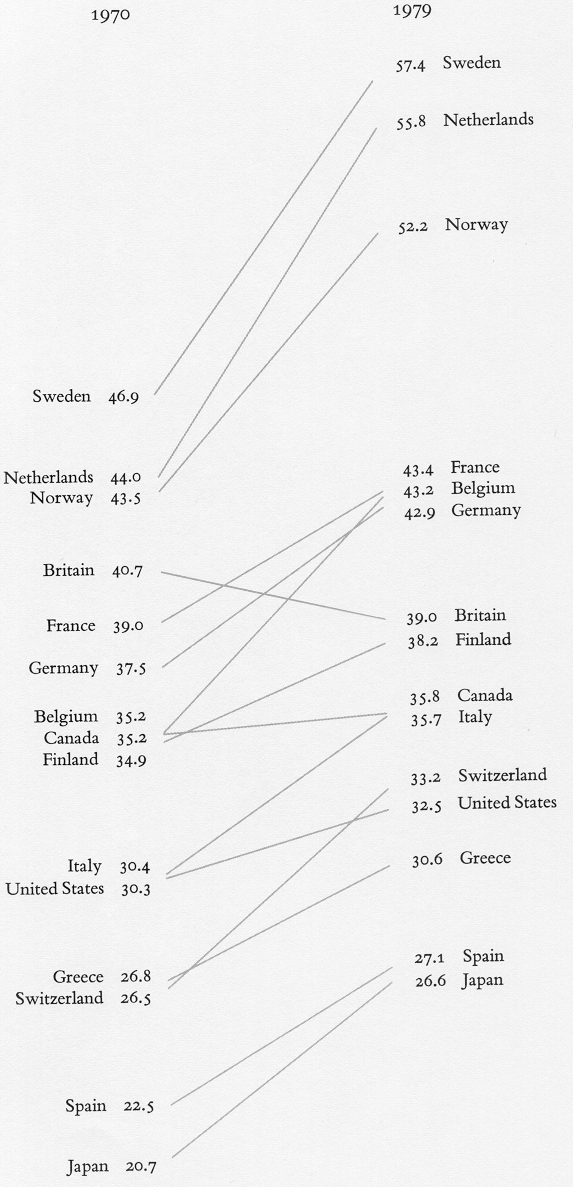 1970
1979
57.4 Sweden
55.8 Netherlands
52.2 Norway
Sweden 46.9
43.4 France
Netherlands 44.0
43.2 Belgium
Norway 43.5
42.9 Germany
Britain 40.7
39.0 Britain
France 39.0
38.2 Finland
Germany 37.5
35.8 Canada
Belgium 35.2
35.7 Italy
Canada 35.2
Finland 34.9
33.2 Switzerland
32.5 United States
30.6 Greece
Italy 30.4
United States 30.3
27.1 Spain
Greece 26.8
26.6 Japan
Switzerland 26.5
Spain 22.5
Japan 20.7